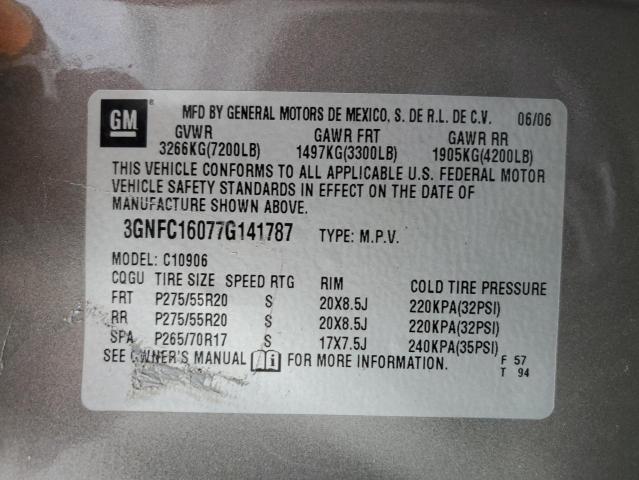 GM ® MFD BY GENERAL MOTORS DE MEXICO, S. DE R.L. DE C.V. 06/06
GVWR GAWR FRT GAWR RR
3266KG(7200LB) 1497KG(3300LB) 1905KG(4200LB)
THIS VEHICLE CONFORMS TO ALL APPLICABLE U.S. FEDERAL MOTOR
VEHICLE SAFETY STANDARDS IN EFFECT ON THE DATE OF
MANUFACTURE SHOWN ABOVE.
3GNFC16077G141787 TYPE: M.P.V.
MODEL: C10906
CQGU TIRE SIZE SPEED RTG RIM COLD TIRE PRESSURE
FRT P275/55R20 S 20X8.5J 220KPA(32PSI)
RR P275/55R20 S 20X8.5J 220KPA(32PSI)
SPA P265/70R17 S 17X7.5J 240KPA(35PSI)
SEE OWNER'S MANUAL FOR MORE INFORMATION. F 57
T 94